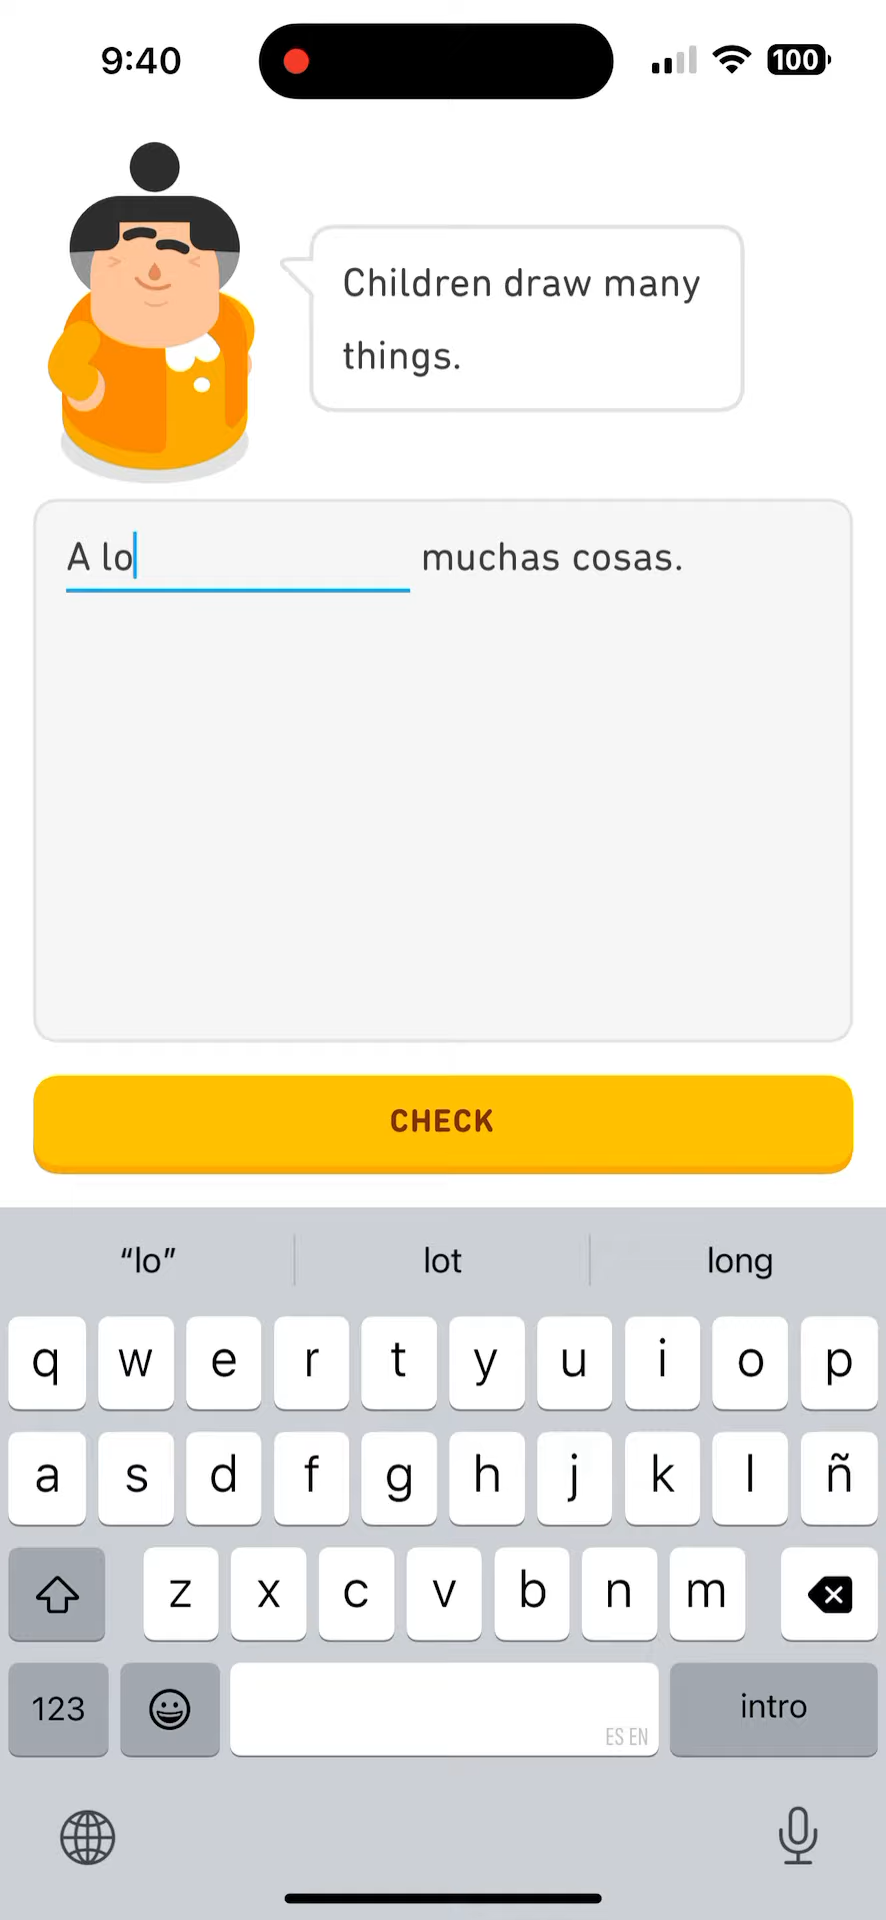 9:40
100
Children draw many
things.
A lo muchas cosas.
CHECK
“lo” lot long
q w e r t y u i o p
a s d f g h j k l ñ
z x c v b n m
123 ES EN intro